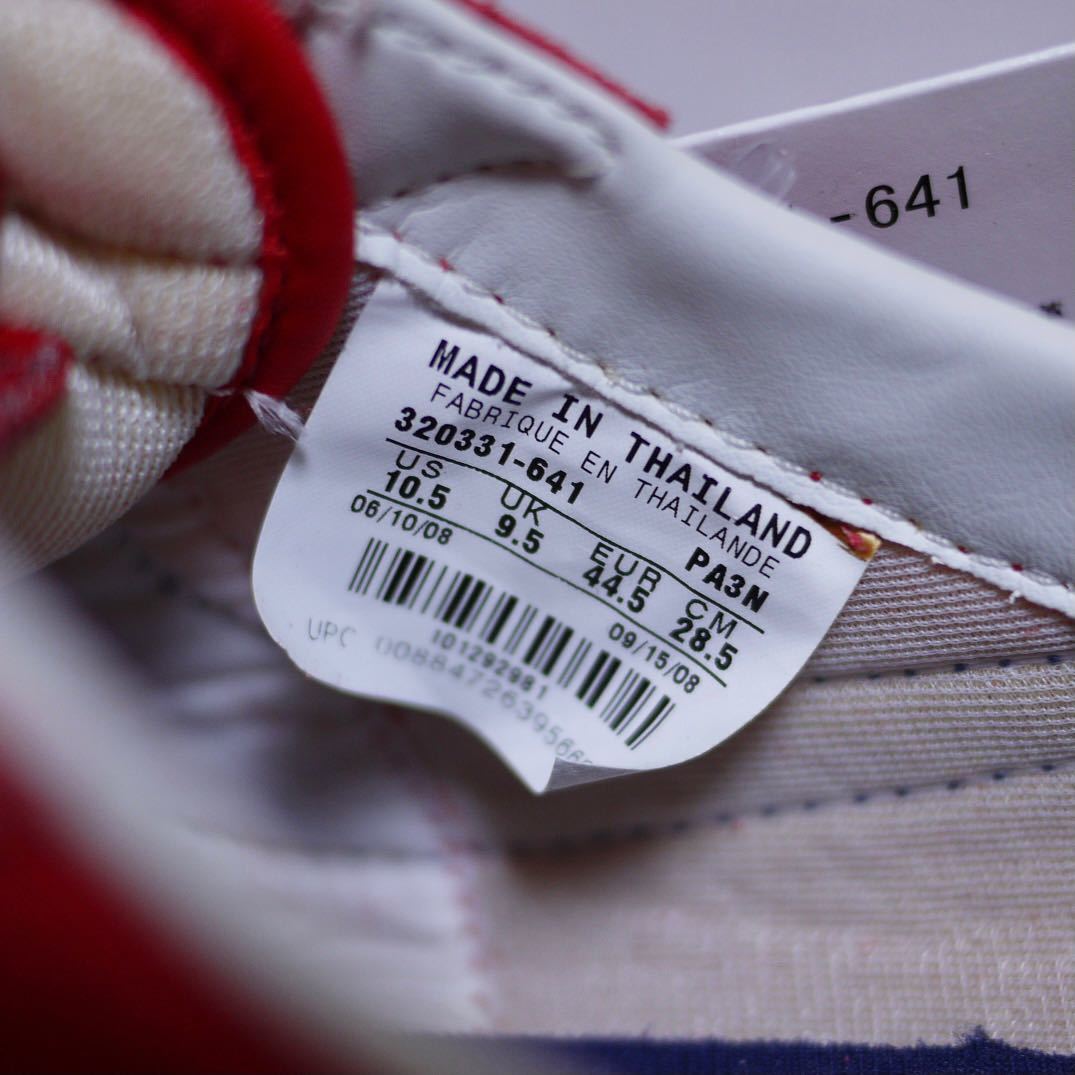 -641
MADE IN THAILAND
FABRIQUE EN THAILANDE
320331-641 PA3N
US UK EUR CM
10.5 9.5 44.5 28.5
06/10/08 09/15/08
101292981
UPC